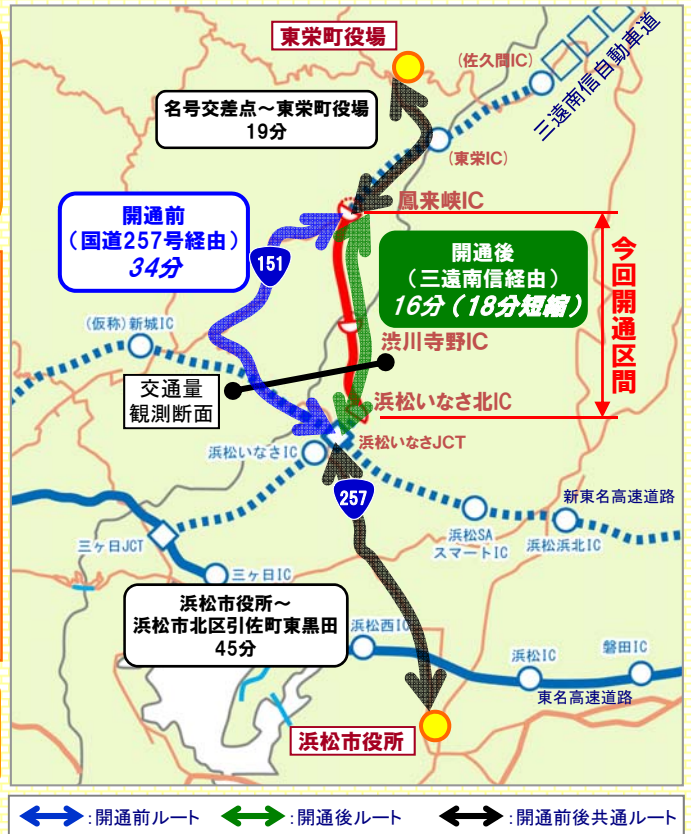 東栄町役場
(佐久間IC)
三遠南信自動車道
名号交差点～東栄町役場
19分
(東栄IC)
鳳来峡IC
開通前
(国道257号経由)
34分
151
開通後
(三遠南信経由)
16分(18分短縮)
今回開通区間
(仮称)新城IC
渋川寺野IC
交通量
観測断面
浜松いなさ北IC
浜松いなさJCT
浜松いなさIC
257
新東名高速道路
浜松SA
スマートIC
浜松浜北IC
三ヶ日JCT
三ヶ日IC
浜松市役所～
浜松市北区引佐町東黒田
45分
浜松西IC
浜松IC
磐田IC
東名高速道路
浜松市役所
:開通前ルート
:開通後ルート
:開通前後共通ルート